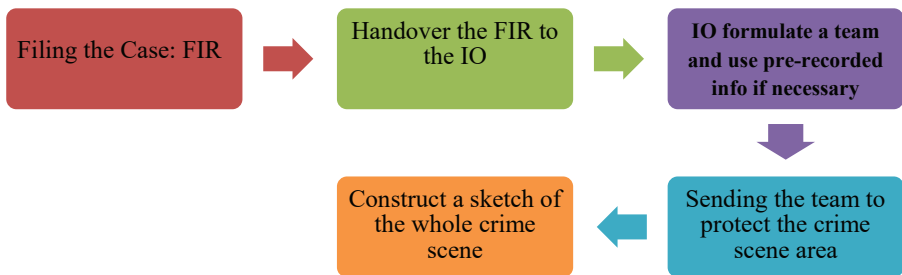 Filing the Case: FIR
Handover the FIR to
the IO
IO formulate a team
and use pre-recorded
info if necessary
Sending the team to
protect the crime
scene area
Construct a sketch of
the whole crime
scene